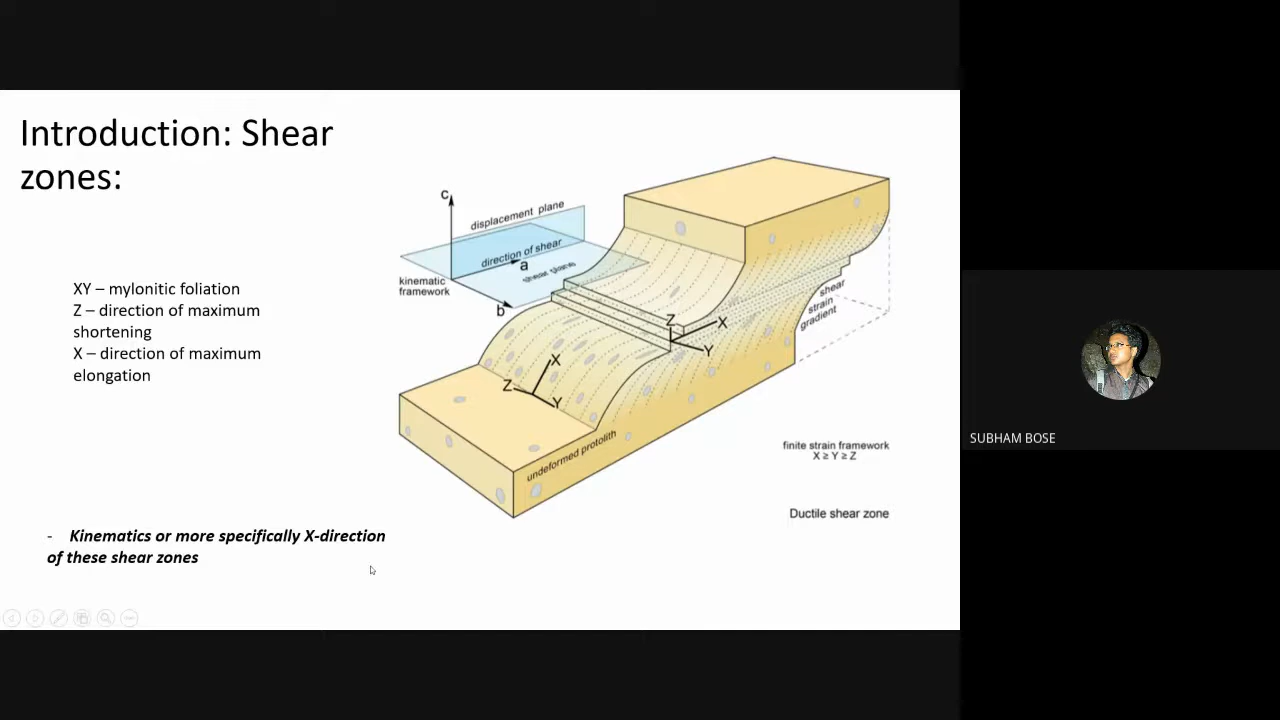 Introduction: Shear
zones:
XY – mylonitic foliation
Z – direction of maximum
shortening
X – direction of maximum
elongation
- Kinematics or more specifically X-direction
of these shear zones
c
displacement plane
direction of shear
a
kinematic
framework
b
shear
strain
gradient
Z
X
Y
X
Z
Y
undeformed protolith
finite strain framework
X ≥ Y ≥ Z
Ductile shear zone
SUBHAM BOSE